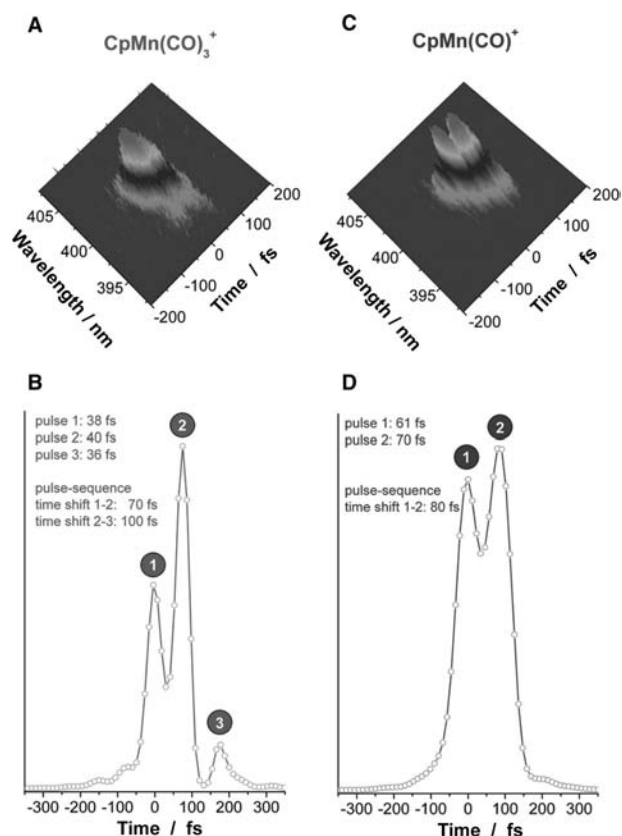 A
CpMn(CO)3+
405
400
395
Wavelength / nm
200
100
0
-100
-200
Time / fs
C
CpMn(CO)+
405
400
395
Wavelength / nm
200
100
0
-100
-200
Time / fs
B
pulse 1: 38 fs
pulse 2: 40 fs
pulse 3: 36 fs
pulse-sequence
time shift 1-2: 70 fs
time shift 2-3: 100 fs
1
2
3
-300 -200 -100 0 100 200 300
Time / fs
D
pulse 1: 61 fs
pulse 2: 70 fs
pulse-sequence
time shift 1-2: 80 fs
1
2
-300 -200 -100 0 100 200 300
Time / fs